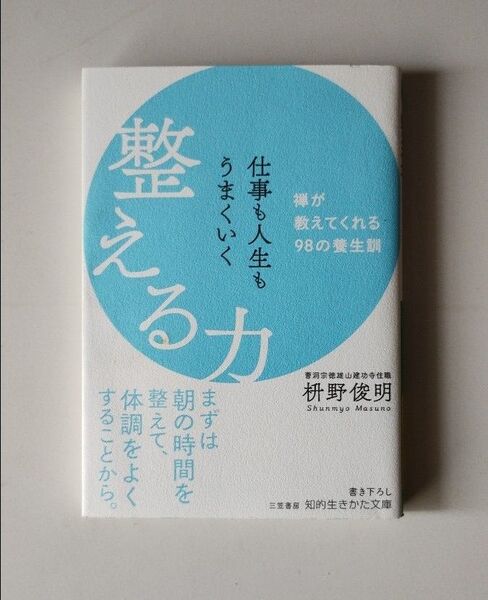 仕事も人生も
うまくいく
整える力
禅が
教えてくれる
98の養生訓
曹洞宗徳雄山建功寺住職
枡野俊明
Shunmyo Masuno
まずは
朝の時間を
整えて、
体調をよく
することから。
書き下ろし
三笠書房 知的生きかた文庫